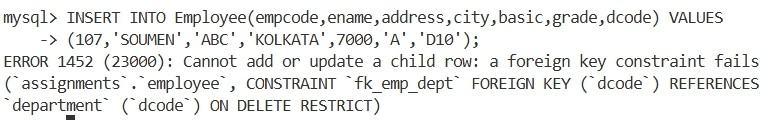 mysql> INSERT INTO Employee(empcode,ename,address,city,basic,grade,dcode) VALUES
-> (107,'SOUMEN','ABC','KOLKATA',7000,'A','D10');
ERROR 1452 (23000): Cannot add or update a child row: a foreign key constraint fails
(`assignments`.`employee`, CONSTRAINT `fk_emp_dept` FOREIGN KEY (`dcode`) REFERENCES
`department` (`dcode`) ON DELETE RESTRICT)